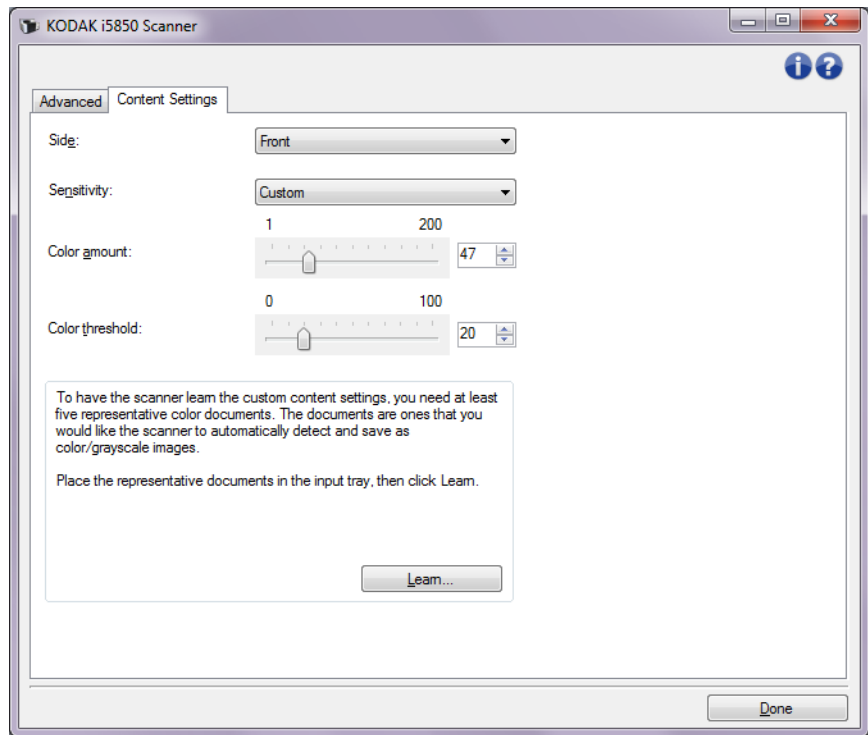 KODAK i5850 Scanner
Advanced
Content Settings
Side:
Front
Sensitivity:
Custom
1
200
Color amount:
47
0
100
Color threshold:
20
To have the scanner learn the custom content settings, you need at least
five representative color documents. The documents are ones that you
would like the scanner to automatically detect and save as
color/grayscale images.
Place the representative documents in the input tray, then click Learn.
Learn...
Done